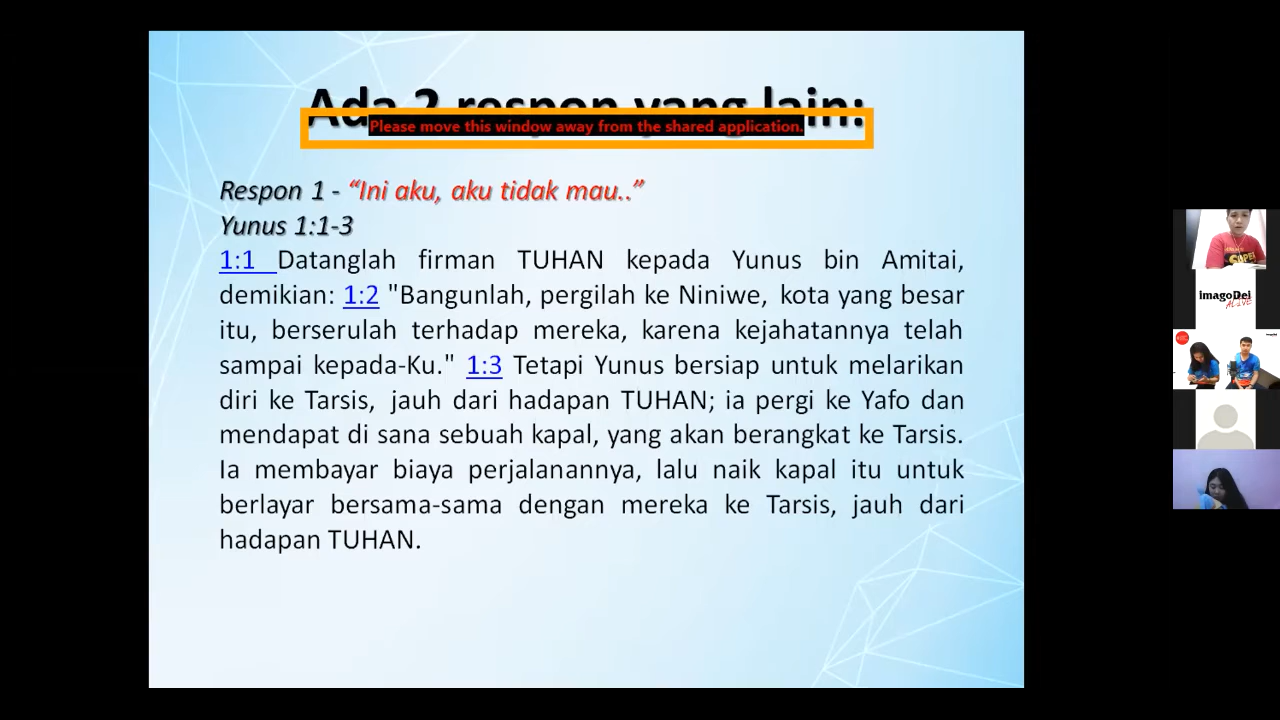 Ada 2 respon yang lain:
Please move this window away from the shared application.
Respon 1 - “Ini aku, aku tidak mau..”
Yunus 1:1-3
1:1 Datanglah firman TUHAN kepada Yunus bin Amitai,
demikian: 1:2 "Bangunlah, pergilah ke Niniwe, kota yang besar
itu, berserulah terhadap mereka, karena kejahatannya telah
sampai kepada-Ku." 1:3 Tetapi Yunus bersiap untuk melarikan
diri ke Tarsis, jauh dari hadapan TUHAN; ia pergi ke Yafo dan
mendapat di sana sebuah kapal, yang akan berangkat ke Tarsis.
Ia membayar biaya perjalanannya, lalu naik kapal itu untuk
berlayar bersama-sama dengan mereka ke Tarsis, jauh dari
hadapan TUHAN.
SUPER
imagoDei
ALIVE